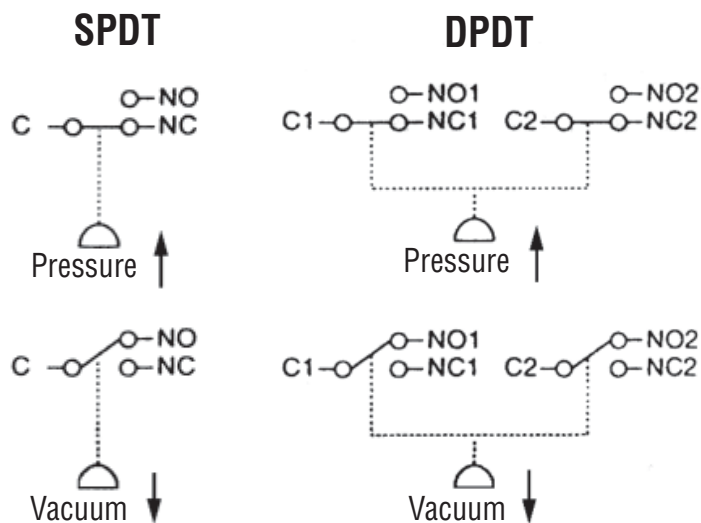 SPDT
DPDT
NO
C NC
NO1
C1 NC1
NO2
C2 NC2
Pressure
Pressure
NO
C NC
NO1
C1 NC1
NO2
C2 NC2
Vacuum
Vacuum